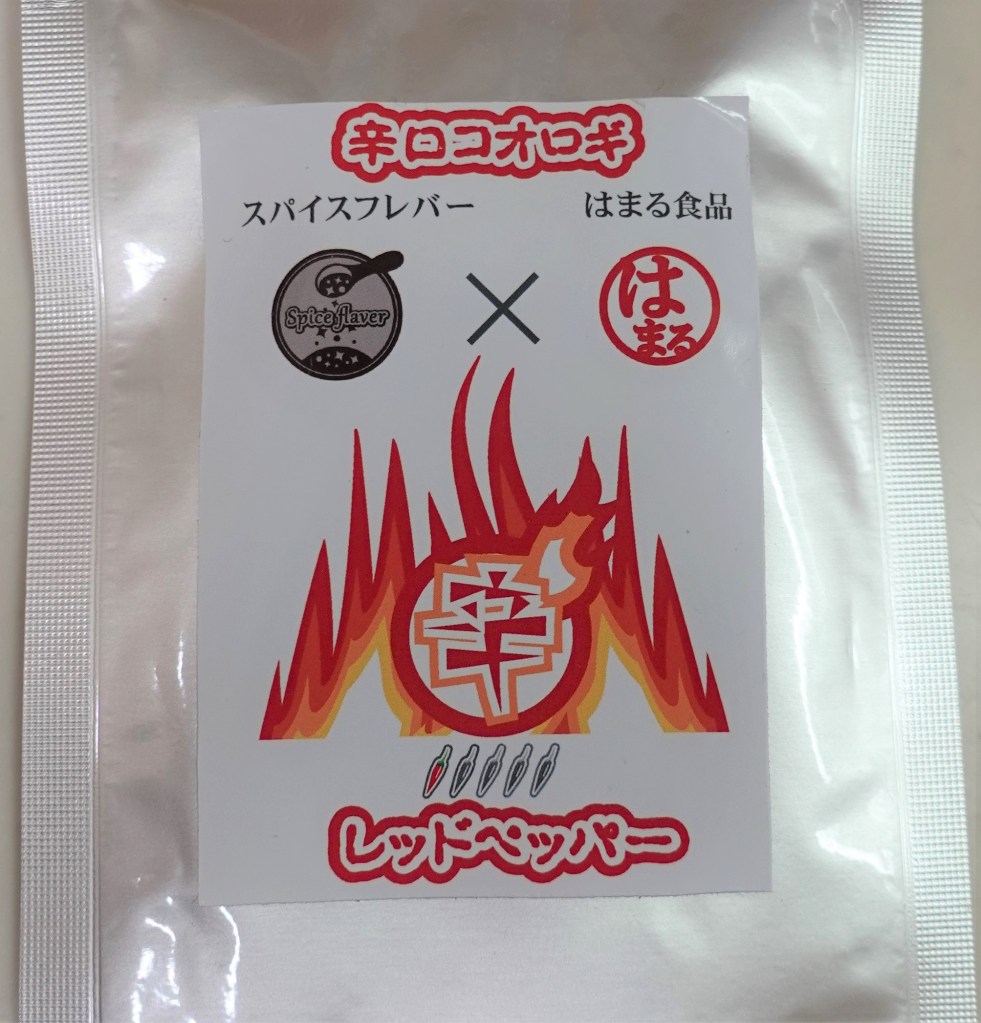 辛口コオロギ
スパイスフレバー
はまる食品
Spice flaver
×
は
まる
辛
レッドペッパー